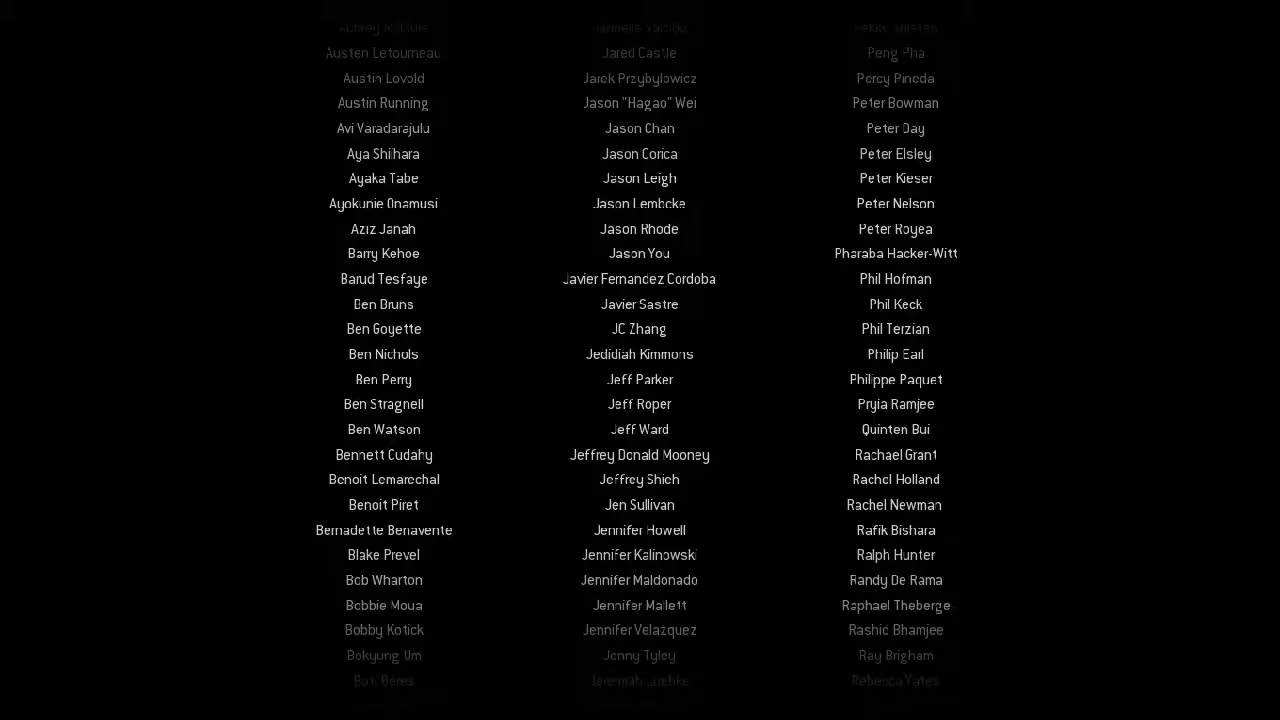 Austen Letourneau
Austin Lovold
Austin Running
Avi Varadarajulu
Aya Shiihara
Ayaka Tabe
Ayokunie Onamusi
Aziz Janah
Barry Kehoe
Barud Tesfaye
Ben Bruns
Ben Goyette
Ben Nichols
Ben Perry
Ben Stragnell
Ben Watson
Bennett Cudahy
Benoit Lemarechal
Benoit Piret
Bernadette Benavente
Blake Prevel
Bob Wharton
Bobbie Moua
Bobby Kotick
Bokyung Um
Jared Castle
Jarek Przybylowicz
Jason "Hagao" Wei
Jason Chan
Jason Corica
Jason Leigh
Jason Lembcke
Jason Rhode
Jason You
Javier Fernandez Cordoba
Javier Sastre
JC Zhang
Jedidiah Kimmons
Jeff Parker
Jeff Roper
Jeff Ward
Jeffrey Donald Mooney
Jeffrey Shieh
Jen Sullivan
Jennifer Howell
Jennifer Kalinowski
Jennifer Maldonado
Jennifer Mallett
Jennifer Velazquez
Jenny Tyley
Jeremiah Luebke
Peng Pha
Percy Pineda
Peter Bowman
Peter Day
Peter Elsley
Peter Kieser
Peter Nelson
Peter Royea
Pharaba Hacker-Witt
Phil Hofman
Phil Keck
Phil Terzian
Philip Earl
Philippe Paquet
Pryia Ramjee
Quinten Bui
Rachael Grant
Rachel Holland
Rachel Newman
Rafik Bishara
Ralph Hunter
Randy De Rama
Raphael Theberge
Rashid Bhamjee
Ray Brigham
Rebecca Yates